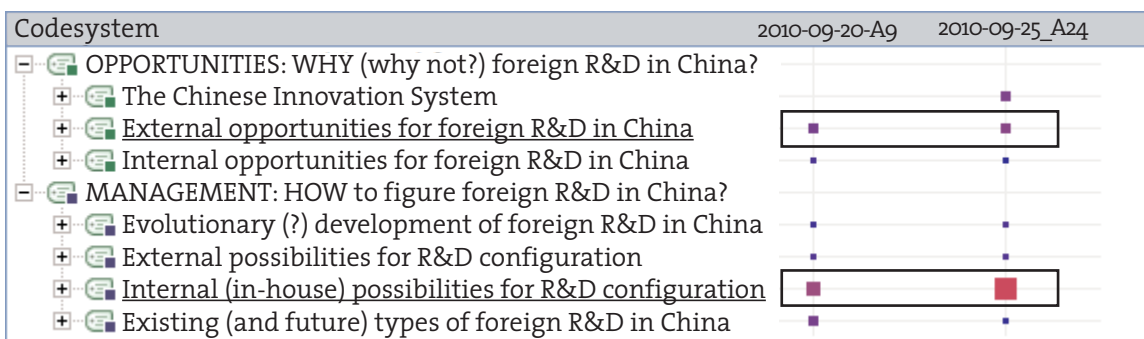 Codesystem 2010-09-20-A9 2010-09-25_A24
OPPORTUNITIES: WHY (why not?) foreign R&D in China?
The Chinese Innovation System
External opportunities for foreign R&D in China
Internal opportunities for foreign R&D in China
MANAGEMENT: HOW to figure foreign R&D in China?
Evolutionary (?) development of foreign R&D in China
External possibilities for R&D configuration
Internal (in-house) possibilities for R&D configuration
Existing (and future) types of foreign R&D in China